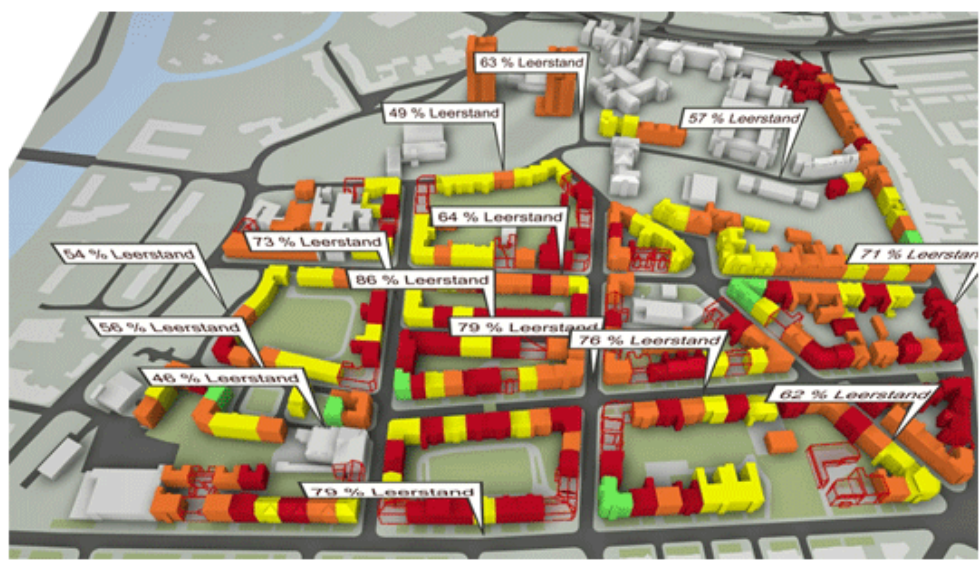 63 % Leerstand
49 % Leerstand
57 % Leerstand
64 % Leerstand
73 % Leerstand
54 % Leerstand
71 % Leerstan
86 % Leerstand
56 % Leerstand
79 % Leerstand
76 % Leerstand
46 % Leerstand
62 % Leerstand
79 % Leerstand